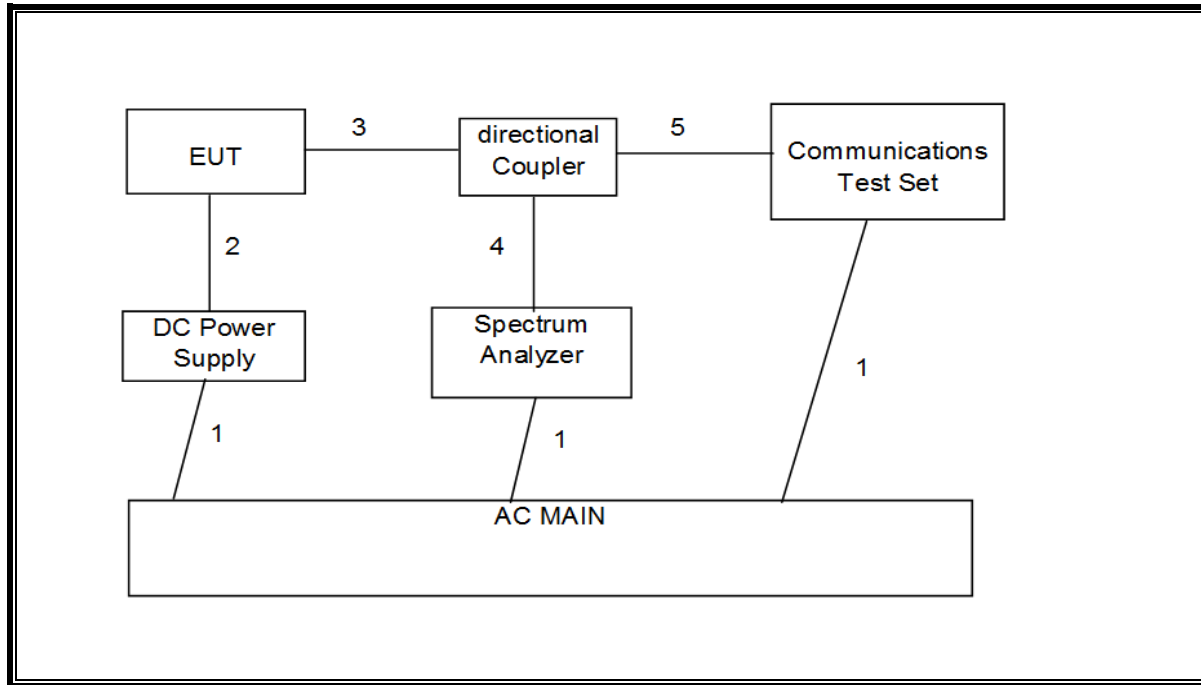 EUT
3
directional
Coupler
5
Communications
Test Set
2
4
DC Power
Supply
Spectrum
Analyzer
1
1
1
AC MAIN